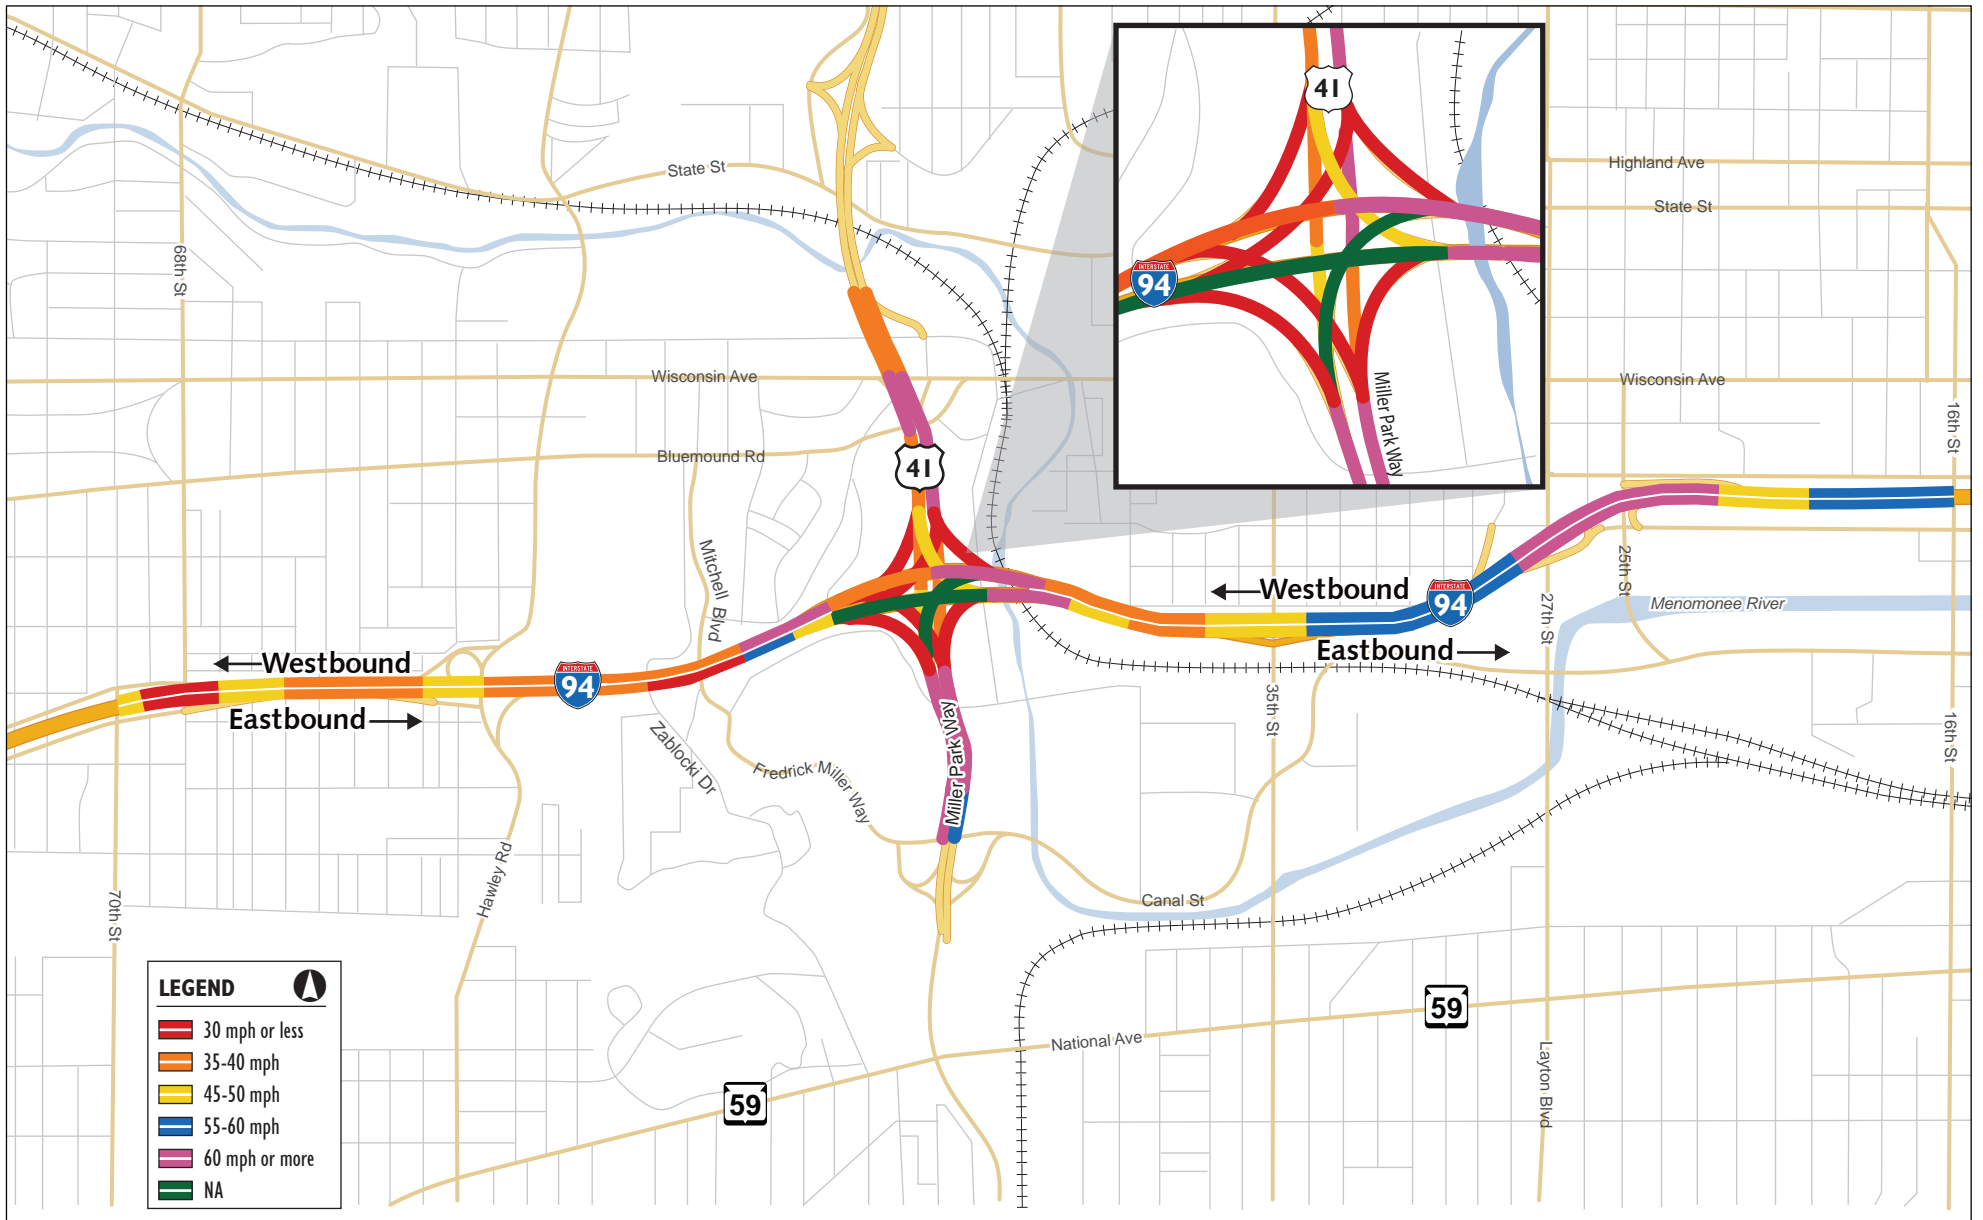 41
INTERSTATE
94
Miller Park Way
Highland Ave
State St
State St
68th St
Wisconsin Ave
Wisconsin Ave
16th St
Bluemound Rd
41
Mitchell Blvd
25th St
27th St
Westbound
INTERSTATE
94
Menomonee River
Eastbound
Westbound
INTERSTATE
94
Eastbound
35th St
16th St
Zablocki Dr
Fredrick Miller Way
Miller Park Way
Hawley Rd
70th St
Canal St
LEGEND
30 mph or less
35-40 mph
45-50 mph
55-60 mph
60 mph or more
NA
59
National Ave
59
Layton Blvd